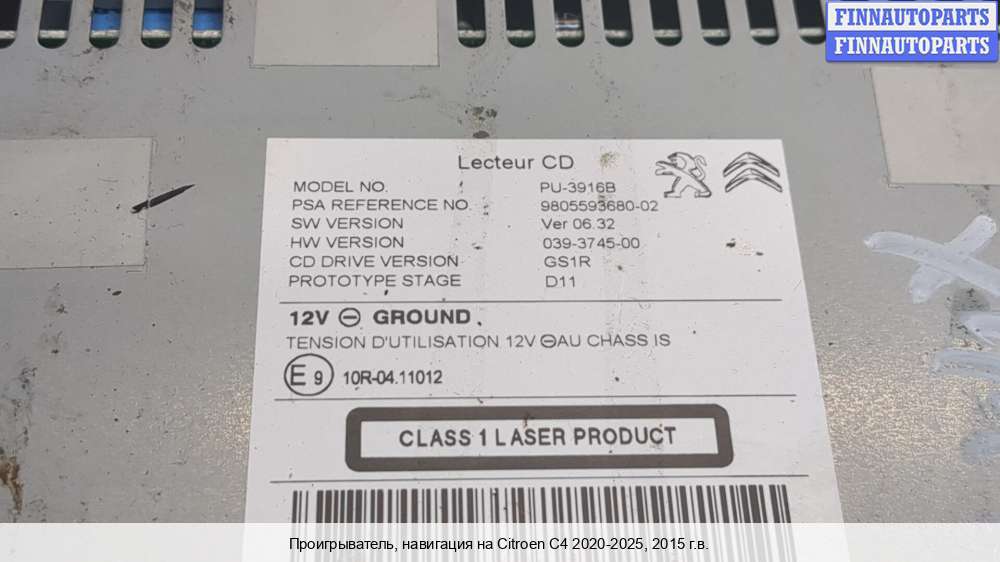 FINNAUTOPARTS
FINNAUTOPARTS
Lecteur CD
MODEL NO. PU-3916B
PSA REFERENCE NO. 9805593680-02
SW VERSION Ver 06.32
HW VERSION 039-3745-00
CD DRIVE VERSION GS1R
PROTOTYPE STAGE D11
12V ⊖ GROUND
TENSION D'UTILISATION 12V ⊖AU CHASS IS
E9 10R-04.11012
CLASS 1 LASER PRODUCT
Проигрыватель, навигация на Citroen C4 2020-2025, 2015 г.в.